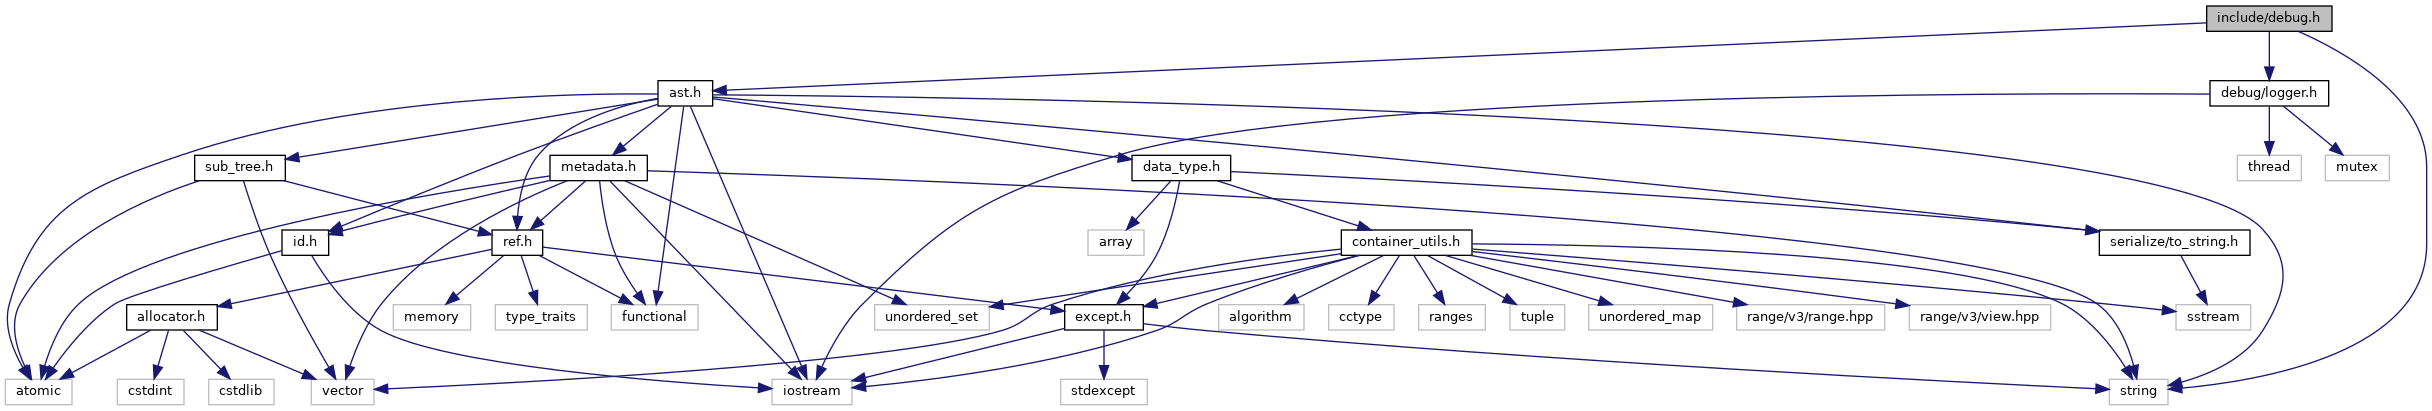 include/debug.h
ast.h
debug/logger.h
sub_tree.h
metadata.h
data_type.h
thread
mutex
id.h
ref.h
array
container_utils.h
serialize/to_string.h
allocator.h
memory
type_traits
functional
unordered_set
except.h
algorithm
cctype
ranges
tuple
unordered_map
range/v3/range.hpp
range/v3/view.hpp
sstream
atomic
cstdint
cstdlib
vector
iostream
stdexcept
string